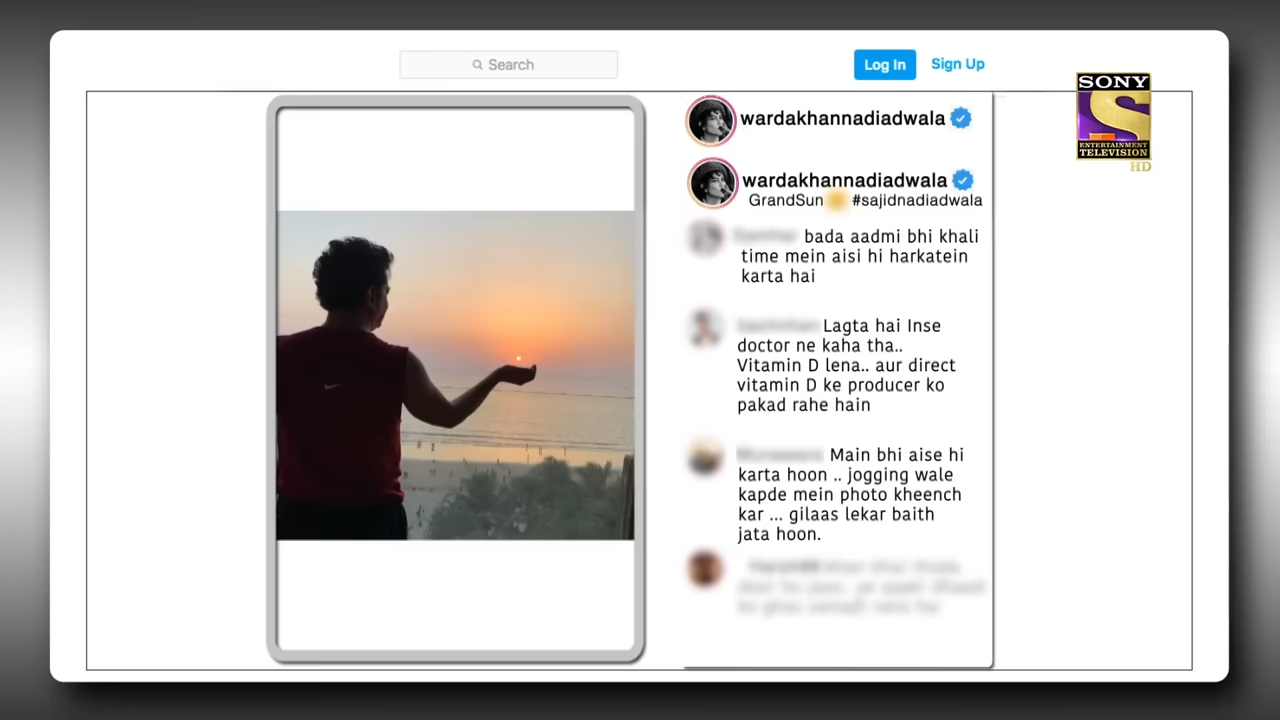 Search
Log In
Sign Up
SONY
S
ENTERTAINMENT
TELEVISION
HD
wardakhannadiadwala
wardakhannadiadwala
GrandSun #sajidnadiadwala
bada aadmi bhi khali
time mein aisi hi harkatein
karta hai
Lagta hai Inse
doctor ne kaha tha..
Vitamin D lena.. aur direct
vitamin D ke producer ko
pakad rahe hain
Main bhi aise hi
karta hoon .. jogging wale
kapde mein photo kheench
kar ... gilaas lekar baith
jata hoon.